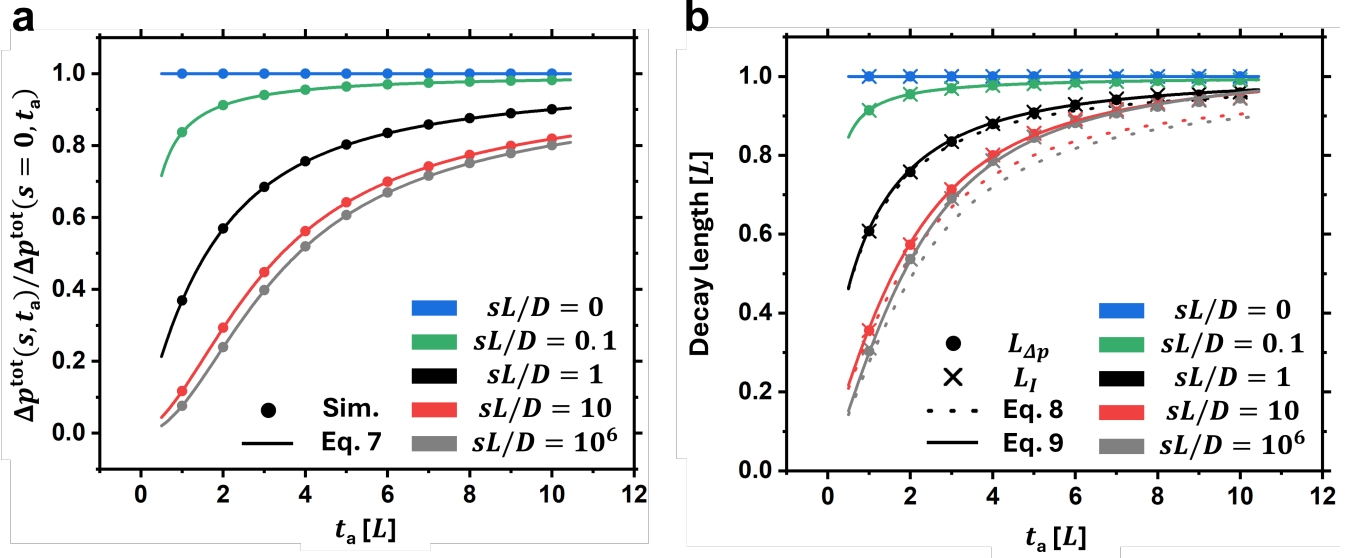 a
Δp^tot(s, t_a)/Δp^tot(s = 0, t_a)
1.0
0.8
0.6
0.4
0.2
0.0
sL/D = 0
sL/D = 0.1
sL/D = 1
Sim.
sL/D = 10
Eq. 7
sL/D = 10^6
0 2 4 6 8 10 12
t_a [L]
b
Decay length [L]
1.0
0.8
0.6
0.4
0.2
0.0
sL/D = 0
L_Δp
sL/D = 0.1
L_I
sL/D = 1
Eq. 8
sL/D = 10
Eq. 9
sL/D = 10^6
0 2 4 6 8 10 12
t_a [L]